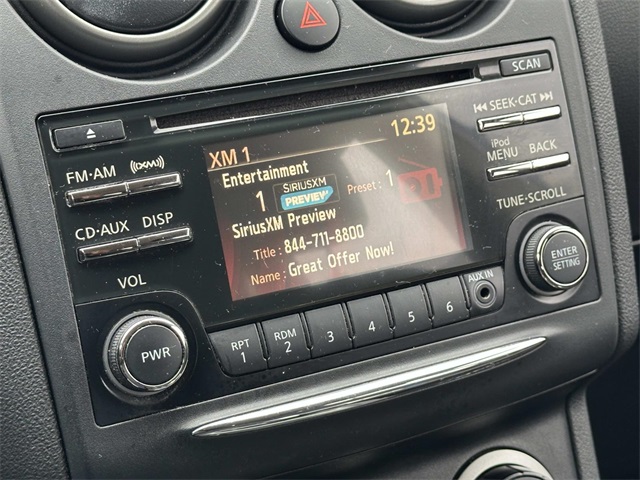 SCAN
SEEK·CAT
FM·AM
XM
12:39
XM 1
Entertainment
1 SIRIUSXM PREVIEW Preset : 1
SiriusXM Preview
Title : 844-711-8800
Name : Great Offer Now!
iPod
MENU BACK
CD·AUX DISP
TUNE·SCROLL
VOL
AUX IN
ENTER
SETTING
PWR
RPT 1
RDM 2
3
4
5
6